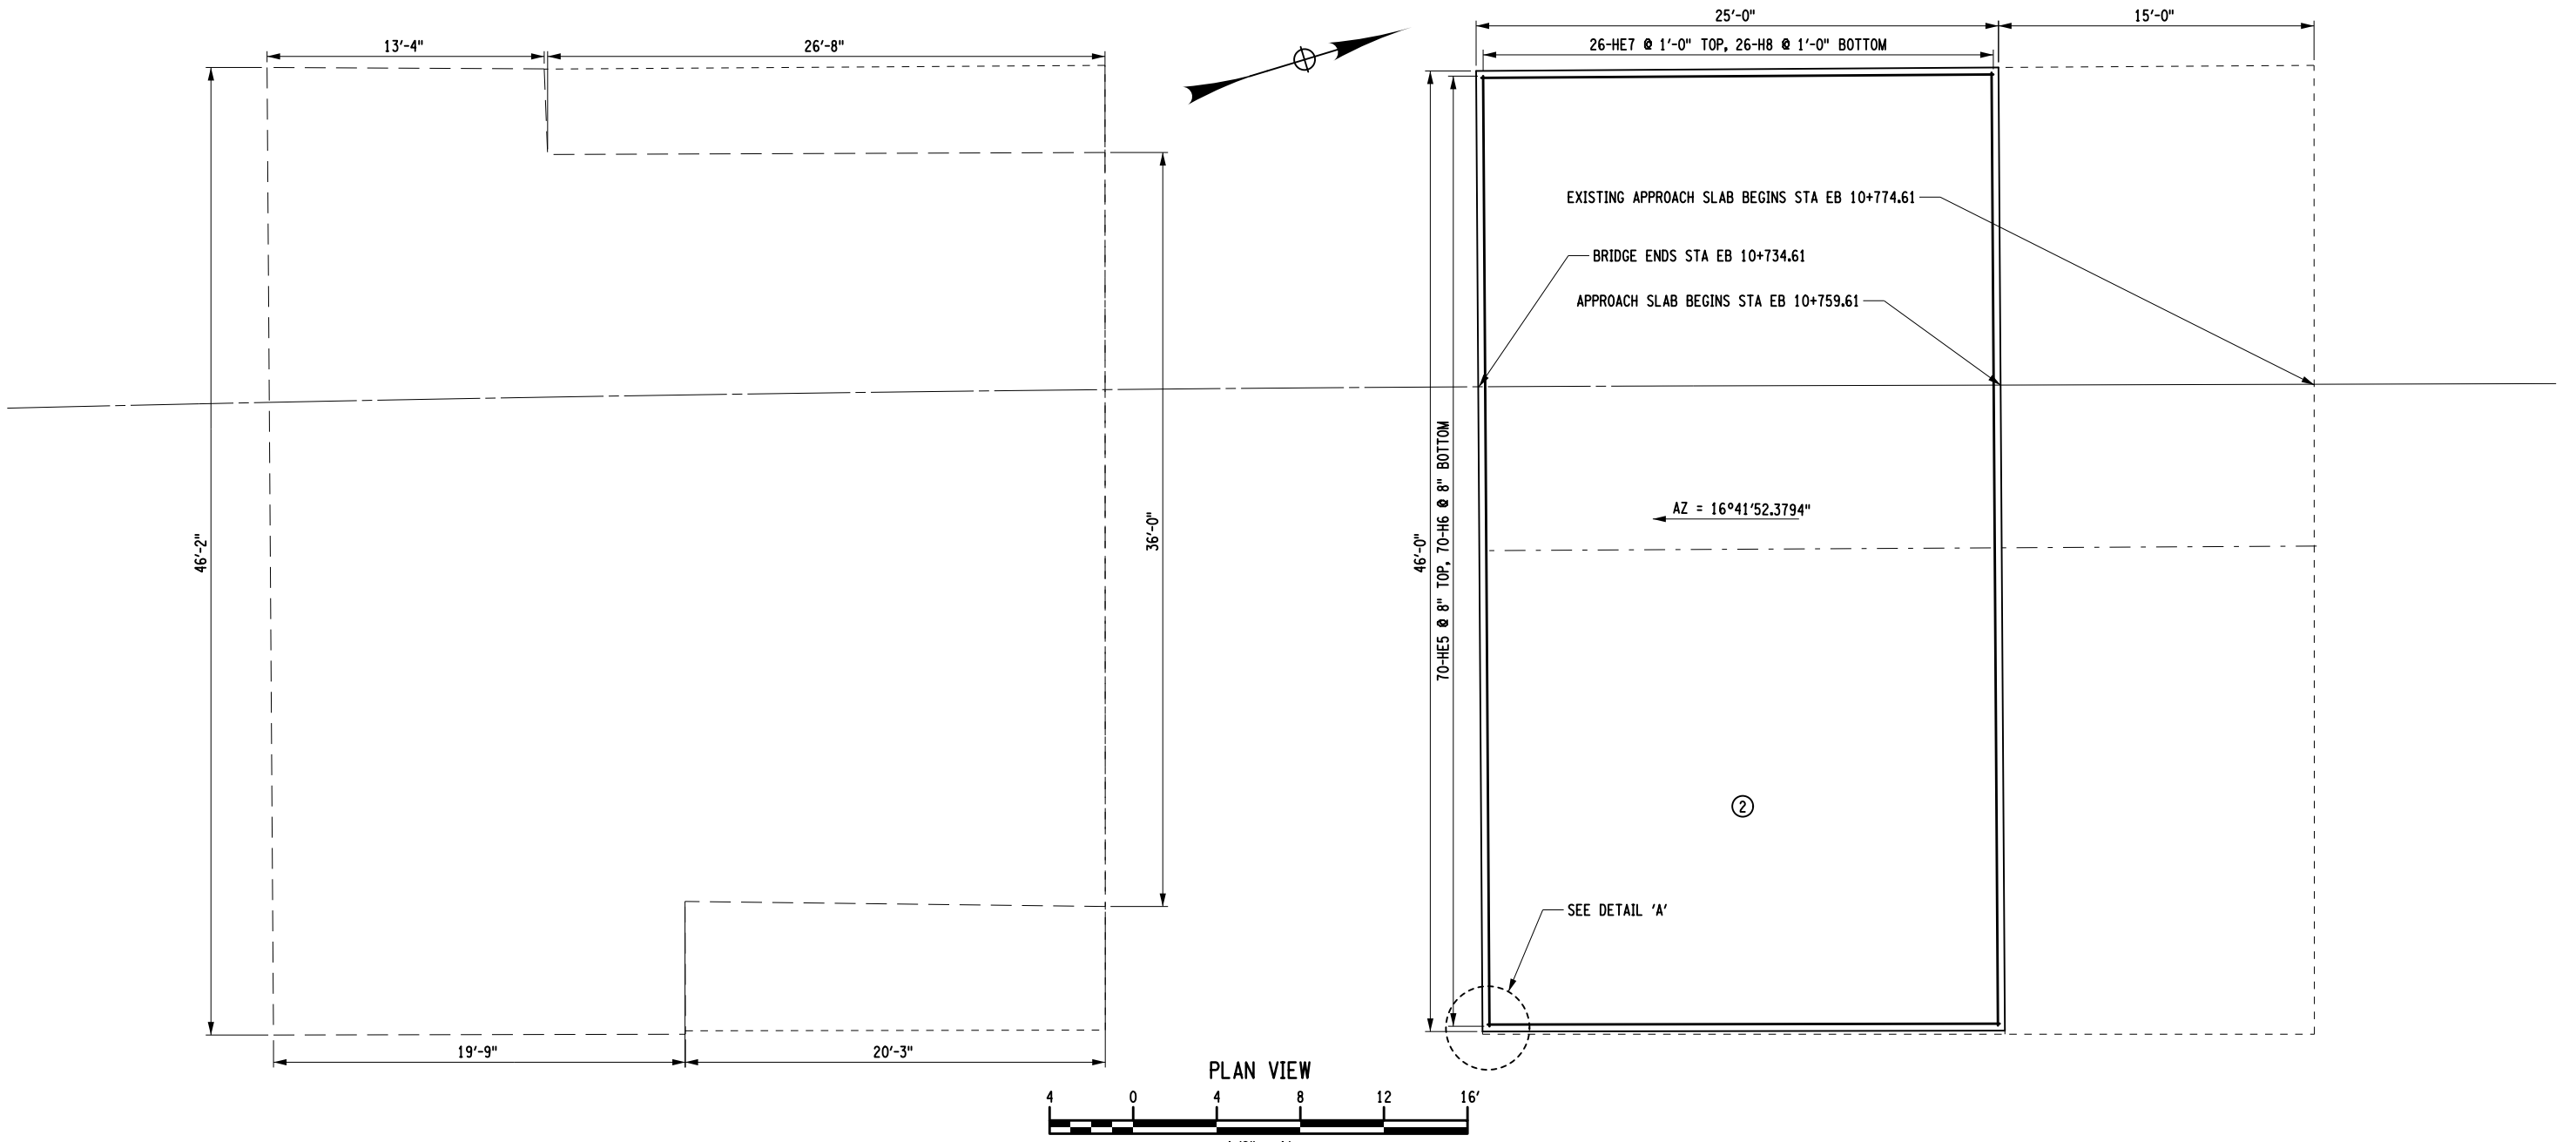 25'-0"
15'-0"
13'-4"
26'-8"
26-HE7 @ 1'-0" TOP, 26-H8 @ 1'-0" BOTTOM
EXISTING APPROACH SLAB BEGINS STA EB 10+774.61
BRIDGE ENDS STA EB 10+734.61
APPROACH SLAB BEGINS STA EB 10+759.61
46'-2"
36'-0"
46'-0"
70-HE5 @ 8" TOP, 70-H6 @ 8" BOTTOM
AZ = 16°41'52.3794"
2
SEE DETAIL 'A'
19'-9"
20'-3"
PLAN VIEW
4 0 4 8 12 16'